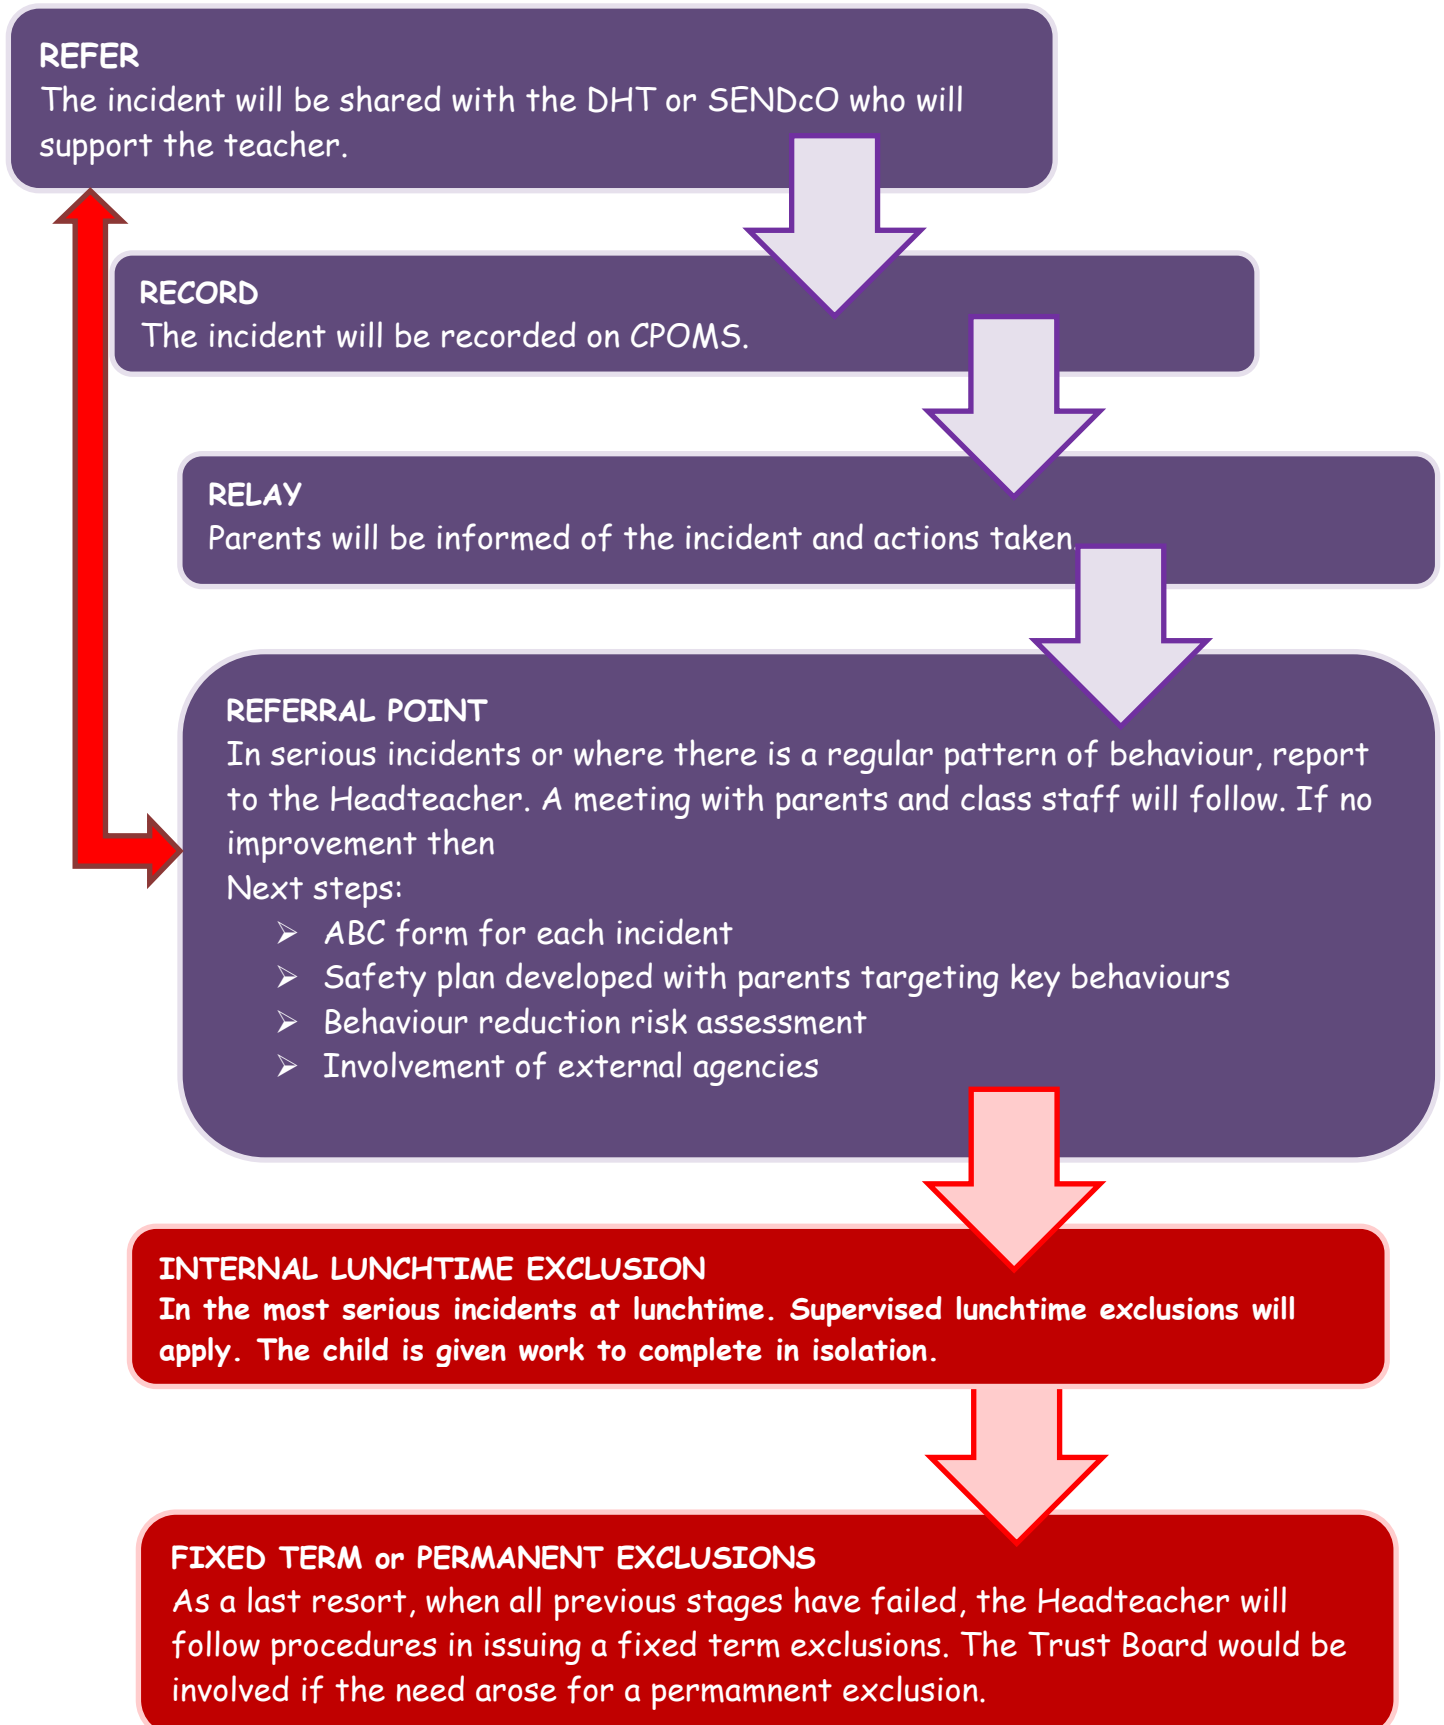 REFER
The incident will be shared with the DHT or SENDcO who will
support the teacher.
RECORD
The incident will be recorded on CPOMS.
RELAY
Parents will be informed of the incident and actions taken.
REFERRAL POINT
In serious incidents or where there is a regular pattern of behaviour, report
to the Headteacher. A meeting with parents and class staff will follow. If no
improvement then
Next steps:
➢ ABC form for each incident
➢ Safety plan developed with parents targeting key behaviours
➢ Behaviour reduction risk assessment
➢ Involvement of external agencies
INTERNAL LUNCHTIME EXCLUSION
In the most serious incidents at lunchtime. Supervised lunchtime exclusions will
apply. The child is given work to complete in isolation.
FIXED TERM or PERMANENT EXCLUSIONS
As a last resort, when all previous stages have failed, the Headteacher will
follow procedures in issuing a fixed term exclusions. The Trust Board would be
involved if the need arose for a permamnent exclusion.